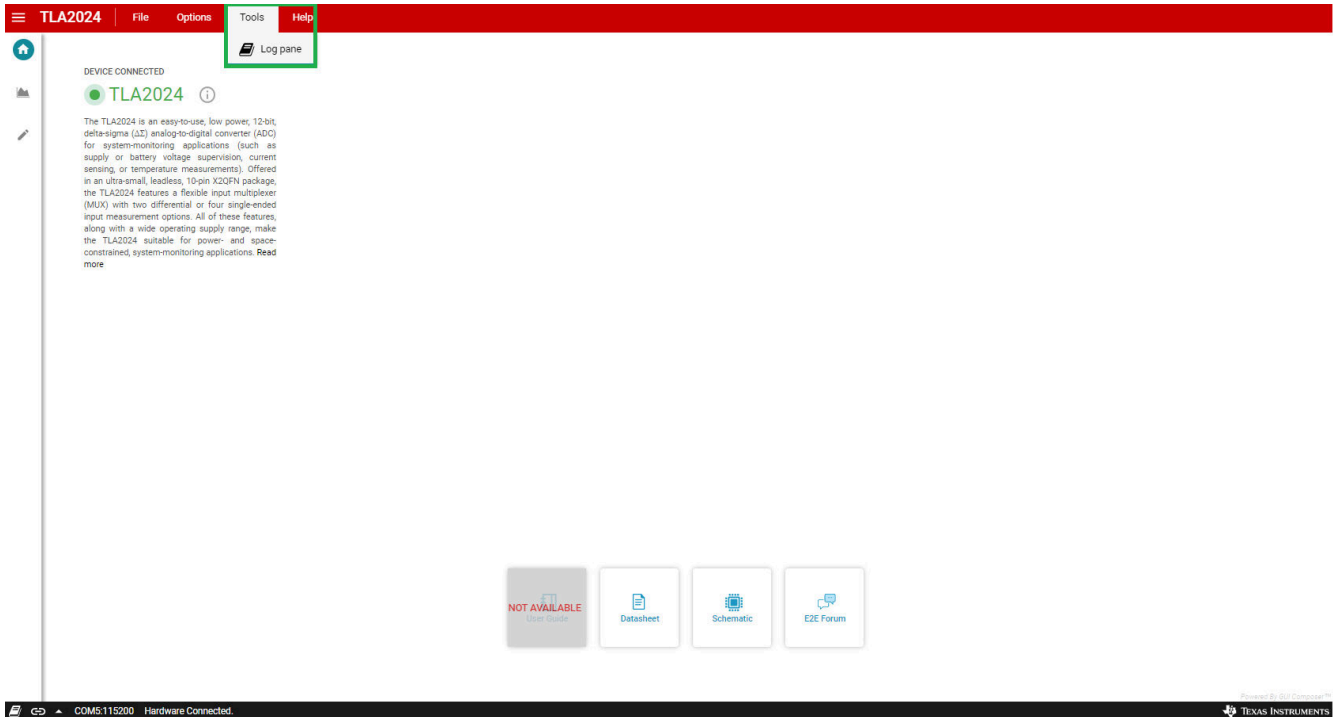 TLA2024 File Options Tools Help
Log pane
DEVICE CONNECTED
TLA2024
The TLA2024 is an easy-to-use, low power, 12-bit,
delta-sigma (ΔΣ) analog-to-digital converter (ADC)
for system-monitoring applications (such as
supply or battery voltage supervision, current
sensing, or temperature measurements). Offered
in an ultra-small, leadless, 10-pin X2QFN package,
the TLA2024 features a flexible input multiplexer
(MUX) with two differential or four single-ended
input measurement options. All of these features,
along with a wide operating supply range, make
the TLA2024 suitable for power- and space-
constrained, system-monitoring applications. Read
more
NOT AVAILABLE
User Guide
Datasheet
Schematic
E2E Forum
Powered By GUI Composer™
COM5:115200 Hardware Connected.
TEXAS INSTRUMENTS